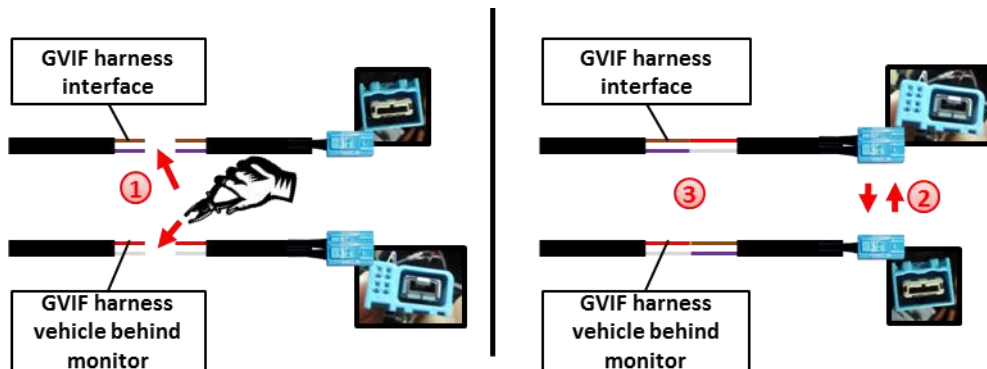 GVIF harness
interface
1
GVIF harness
vehicle behind
monitor
GVIF harness
interface
3
2
GVIF harness
vehicle behind
monitor